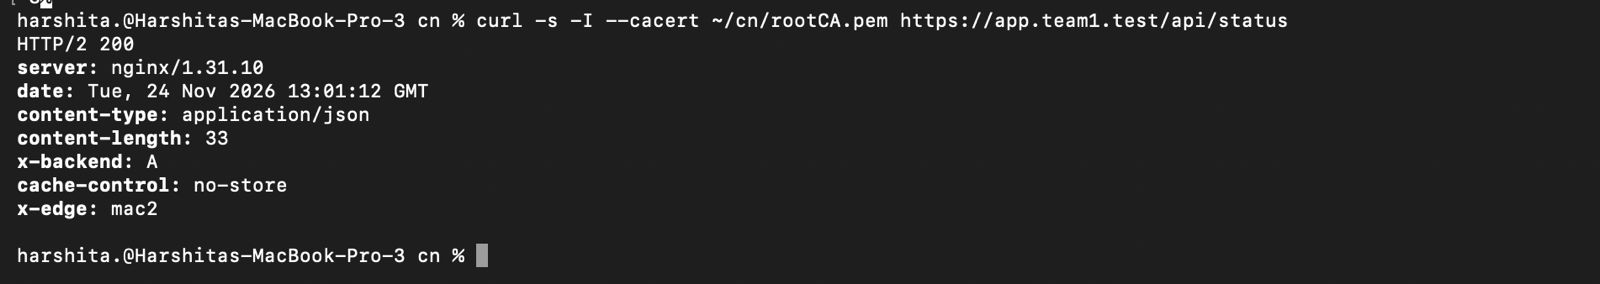 harshita.@Harshitas-MacBook-Pro-3 cn % curl -s -I --cacert ~/cn/rootCA.pem https://app.team1.test/api/status
HTTP/2 200
server: nginx/1.31.10
date: Tue, 24 Nov 2026 13:01:12 GMT
content-type: application/json
content-length: 33
x-backend: A
cache-control: no-store
x-edge: mac2
harshita.@Harshitas-MacBook-Pro-3 cn %